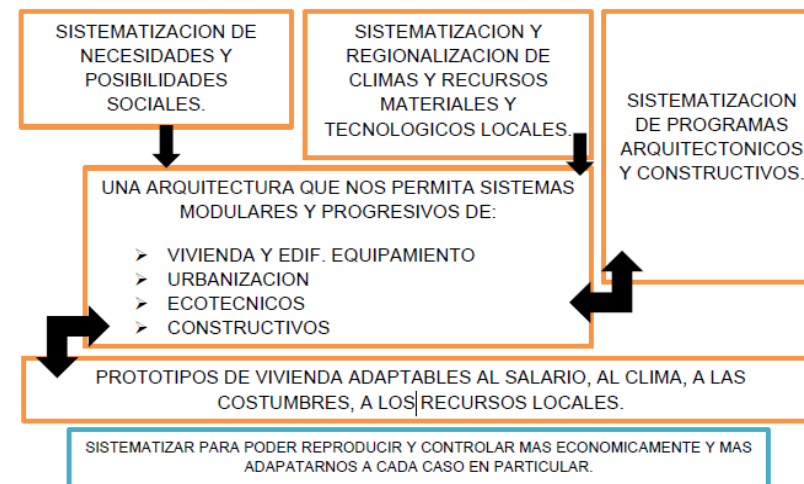 SISTEMATIZACION DE
NECESIDADES Y
POSIBILIDADES
SOCIALES.
SISTEMATIZACION Y
REGIONALIZACION DE
CLIMAS Y RECURSOS
MATERIALES Y
TECNOLOGICOS LOCALES.
SISTEMATIZACION
DE PROGRAMAS
ARQUITECTONICOS
Y CONSTRUCTIVOS.
UNA ARQUITECTURA QUE NOS PERMITA SISTEMAS
MODULARES Y PROGRESIVOS DE:
➢ VIVIENDA Y EDIF. EQUIPAMIENTO
➢ URBANIZACION
➢ ECOTECNICOS
➢ CONSTRUCTIVOS
PROTOTIPOS DE VIVIENDA ADAPTABLES AL SALARIO, AL CLIMA, A LAS
COSTUMBRES, A LOS RECURSOS LOCALES.
SISTEMATIZAR PARA PODER REPRODUCIR Y CONTROLAR MAS ECONOMICAMENTE Y MAS
ADAPATARNOS A CADA CASO EN PARTICULAR.